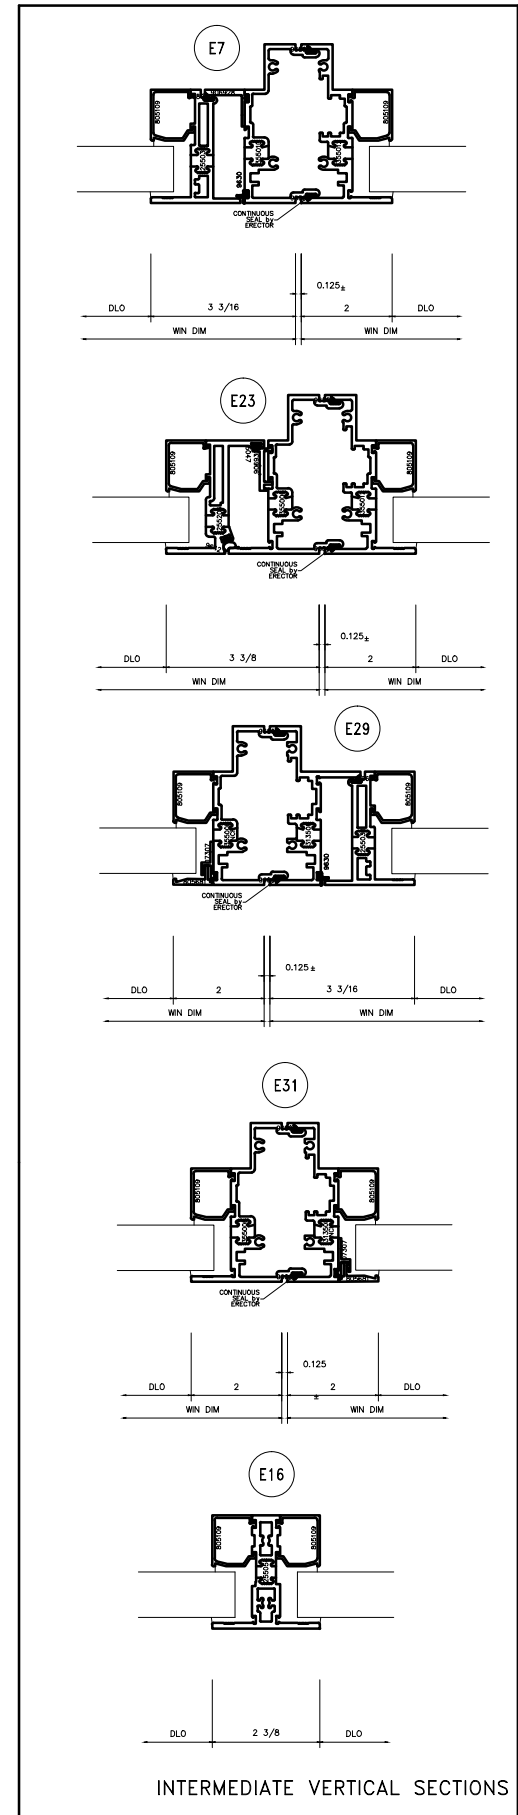 E7
805109
805109
9630
CONTINUOUS
SEAL by
ERECTOR
0.125±
DLO
3 3/16
2
DLO
WIN DIM
WIN DIM
E23
805109
805109
CONTINUOUS
SEAL by
ERECTOR
0.125±
DLO
3 3/8
2
DLO
WIN DIM
WIN DIM
E29
805109
805109
9630
CONTINUOUS
SEAL by
ERECTOR
0.125±
DLO
2
3 3/16
DLO
WIN DIM
WIN DIM
E31
805109
805109
CONTINUOUS
SEAL by
ERECTOR
0.125
±
DLO
2
2
DLO
WIN DIM
WIN DIM
E16
805109
805109
DLO
2 3/8
DLO
INTERMEDIATE VERTICAL SECTIONS